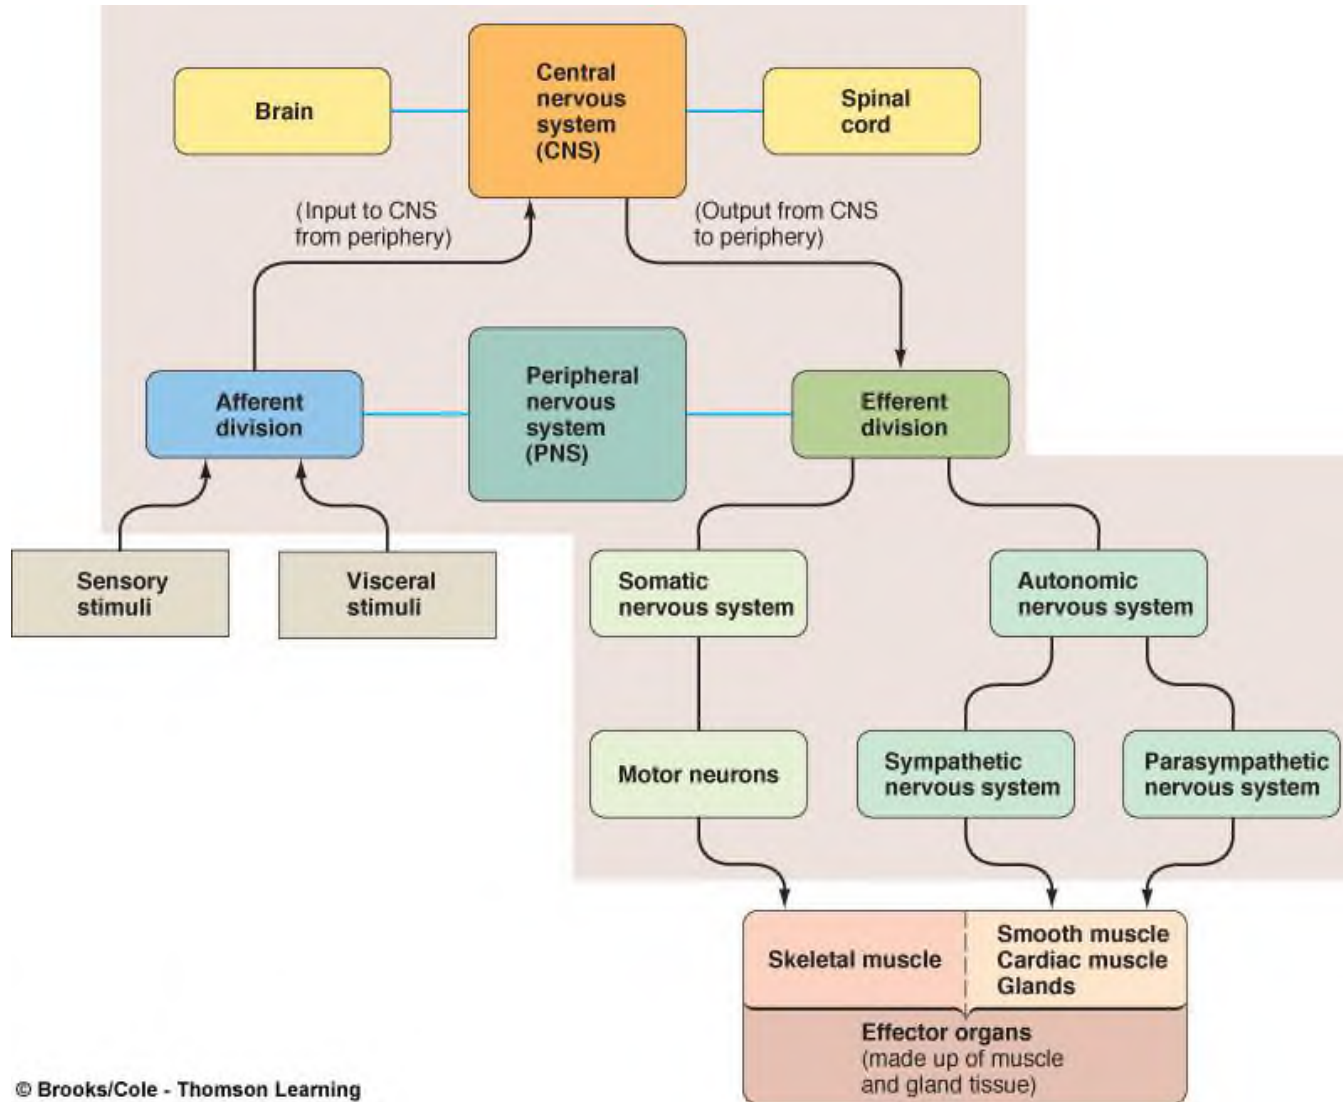 Brain
Central
nervous
system
(CNS)
Spinal
cord
(Input to CNS
from periphery)
(Output from CNS
to periphery)
Afferent
division
Peripheral
nervous
system
(PNS)
Efferent
division
Sensory
stimuli
Visceral
stimuli
Somatic
nervous system
Autonomic
nervous system
Motor neurons
Sympathetic
nervous system
Parasympathetic
nervous system
Skeletal muscle
Smooth muscle
Cardiac muscle
Glands
Effector organs
(made up of muscle
and gland tissue)
© Brooks/Cole - Thomson Learning